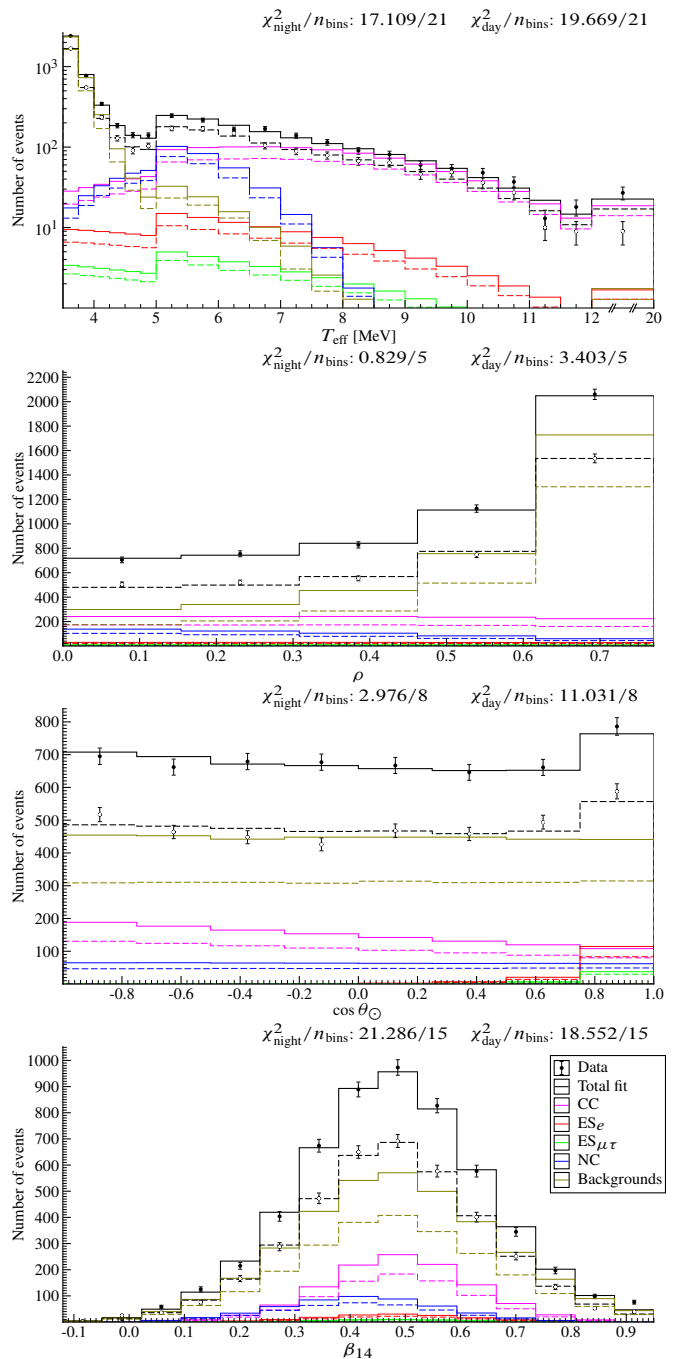 χ²night/nbins: 17.109/21 χ²day/nbins: 19.669/21
10³
10²
10¹
Number of events
4 5 6 7 8 9 10 11 12 20
Teff [MeV]
χ²night/nbins: 0.829/5 χ²day/nbins: 3.403/5
2200
2000
1800
1600
1400
1200
1000
800
600
400
200
Number of events
0.0 0.1 0.2 0.3 0.4 0.5 0.6 0.7
ρ
χ²night/nbins: 2.976/8 χ²day/nbins: 11.031/8
800
700
600
500
400
300
200
100
Number of events
-0.8 -0.6 -0.4 -0.2 0.0 0.2 0.4 0.6 0.8 1.0
cos θ⊙
χ²night/nbins: 21.286/15 χ²day/nbins: 18.552/15
1000
900
800
700
600
500
400
300
200
100
Number of events
Data
Total fit
CC
ESe
ESμτ
NC
Backgrounds
-0.1 0.0 0.1 0.2 0.3 0.4 0.5 0.6 0.7 0.8 0.9
β14